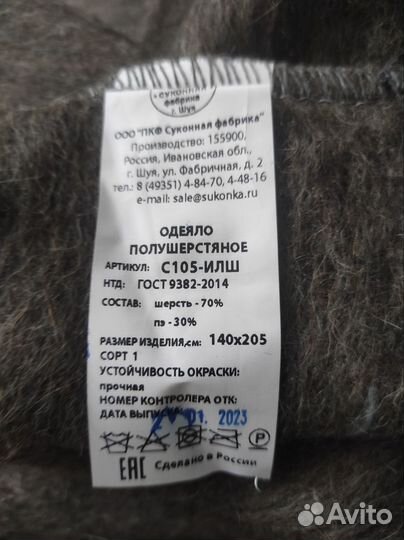 суконная
фабрика
г. Шуя
ООО "ПКФ Суконная фабрика"
Производство: 155900,
Россия, Ивановская обл.,
г. Шуя, ул. Фабричная, д. 2
тел.: 8 (49351) 4-84-70, 4-48-16
e-mail: sale@sukonka.ru
ОДЕЯЛО
ПОЛУШЕРСТЯНОЕ
АРТИКУЛ: С105-ИЛШ
НТД: ГОСТ 9382-2014
СОСТАВ: шерсть - 70%
пэ - 30%
РАЗМЕР ИЗДЕЛИЯ,см: 140х205
СОРТ 1
УСТОЙЧИВОСТЬ ОКРАСКИ:
прочная
НОМЕР КОНТРОЛЕРА ОТК:
ДАТА ВЫПУСКА: 01. 2023
P
ЕАС Сделано в России
Avito